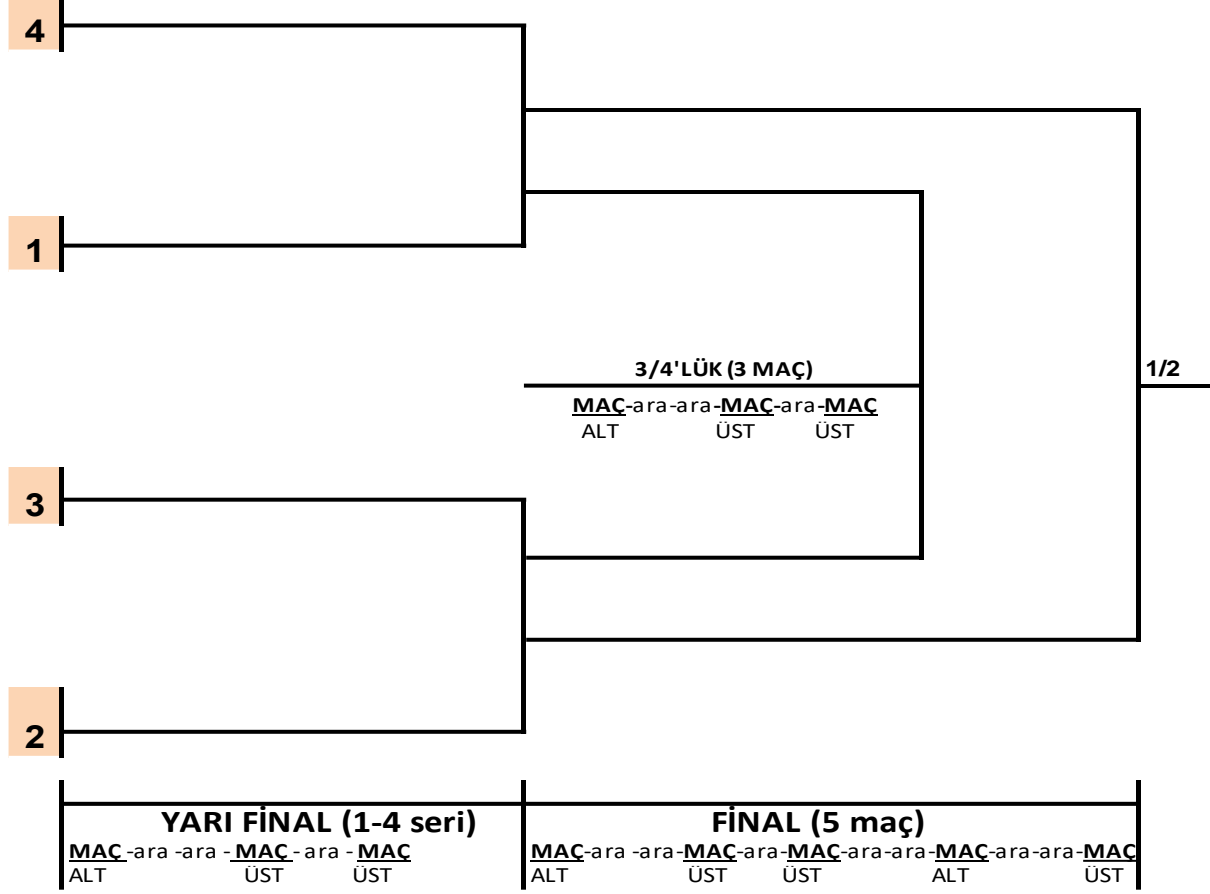 4
1
3/4'LÜK (3 MAÇ)
1/2
MAÇ-ara-ara-MAÇ-ara-MAÇ
ALT ÜST ÜST
3
2
YARI FİNAL (1-4 seri)
MAÇ -ara -ara - MAÇ - ara - MAÇ
ALT ÜST ÜST
FİNAL (5 maç)
MAÇ-ara -ara-MAÇ-ara-MAÇ-ara-ara-MAÇ-ara-ara-MAÇ
ALT ÜST ÜST ALT ÜST